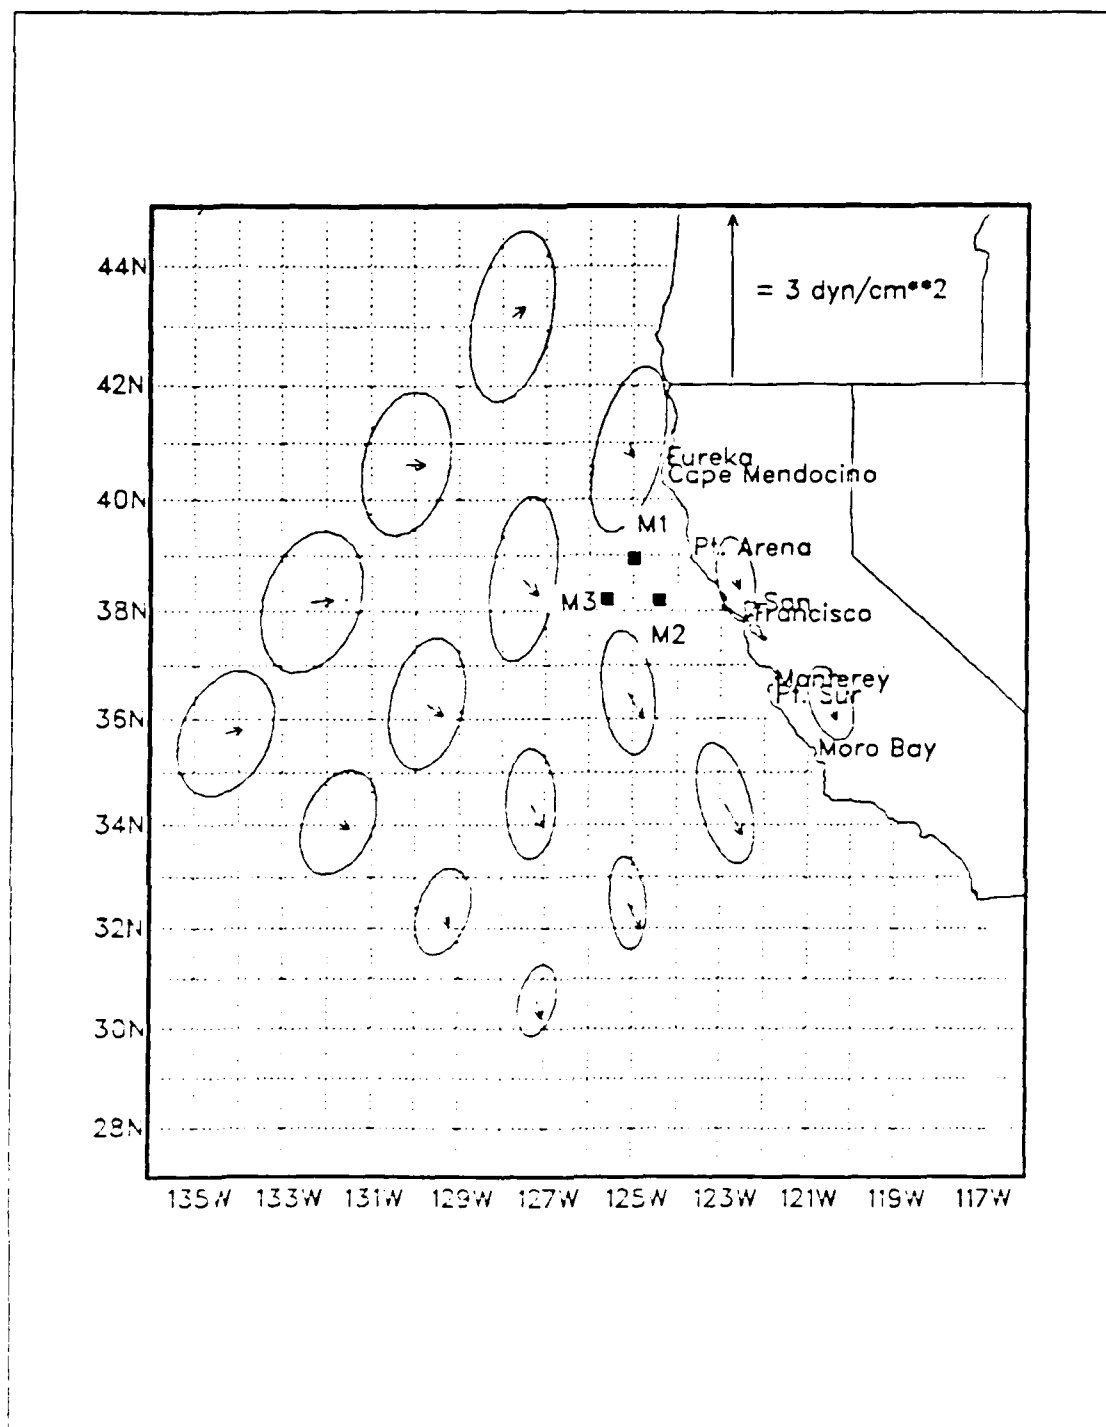 44N
= 3 dyn/cm**2
42N
Eureka
Cape Mendocino
40N
M1
Pt. Arena
38N
M3
San
Francisco
M2
Monterey
Pt. Sur
36N
Moro Bay
34N
32N
30N
28N
135W 133W 131W 129W 127W 125W 123W 121W 119W 117W